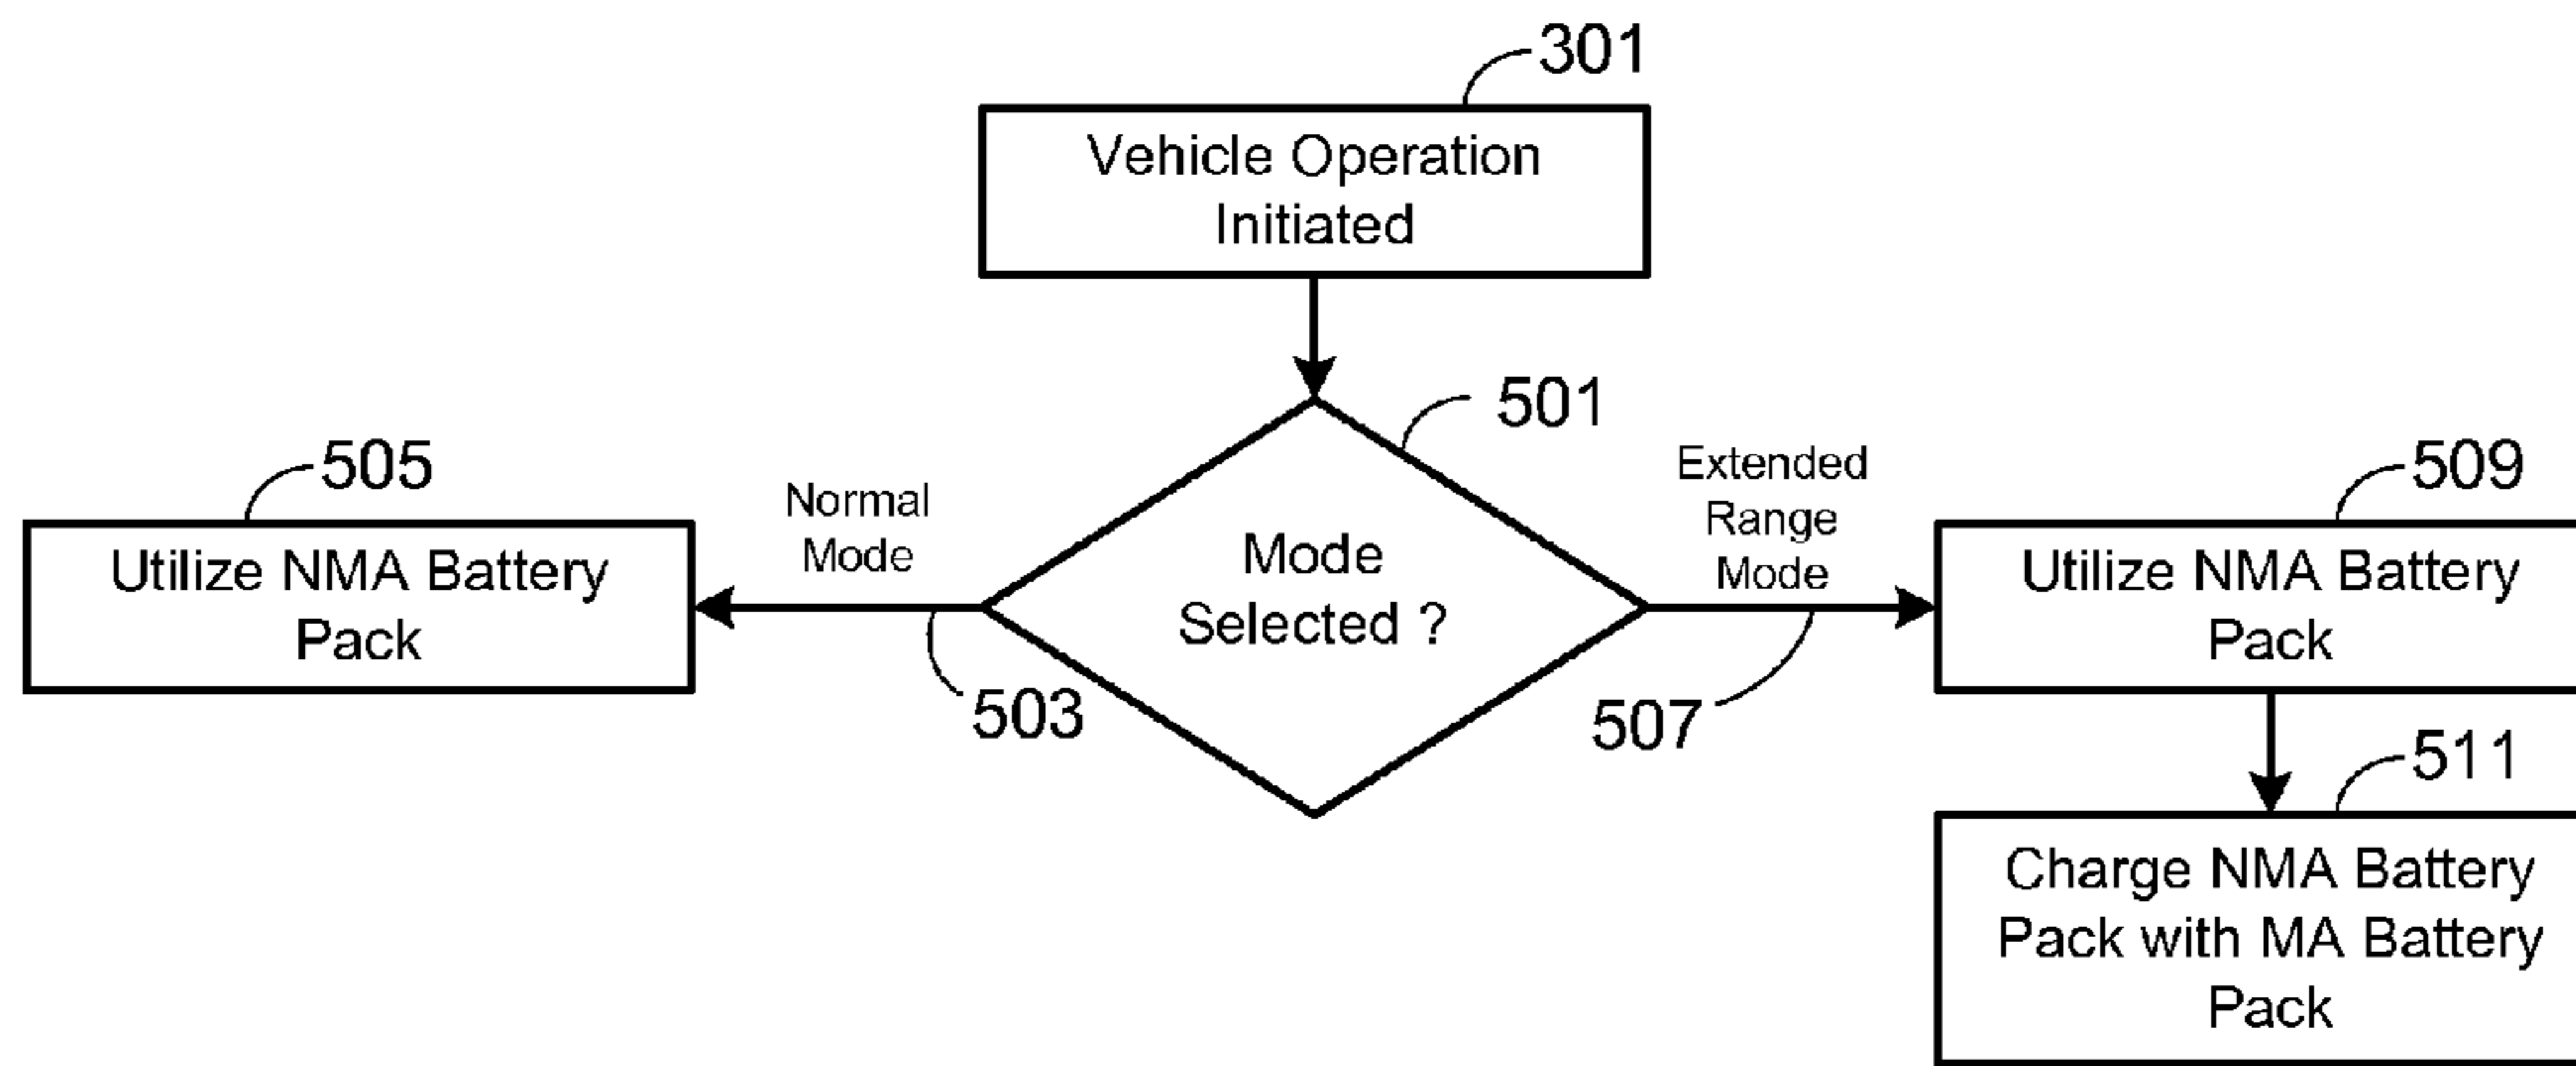 301
Vehicle Operation
Initiated
501
Mode
Selected ?
Normal
Mode
503
505
Utilize NMA Battery
Pack
Extended
Range
Mode
507
509
Utilize NMA Battery
Pack
511
Charge NMA Battery
Pack with MA Battery
Pack